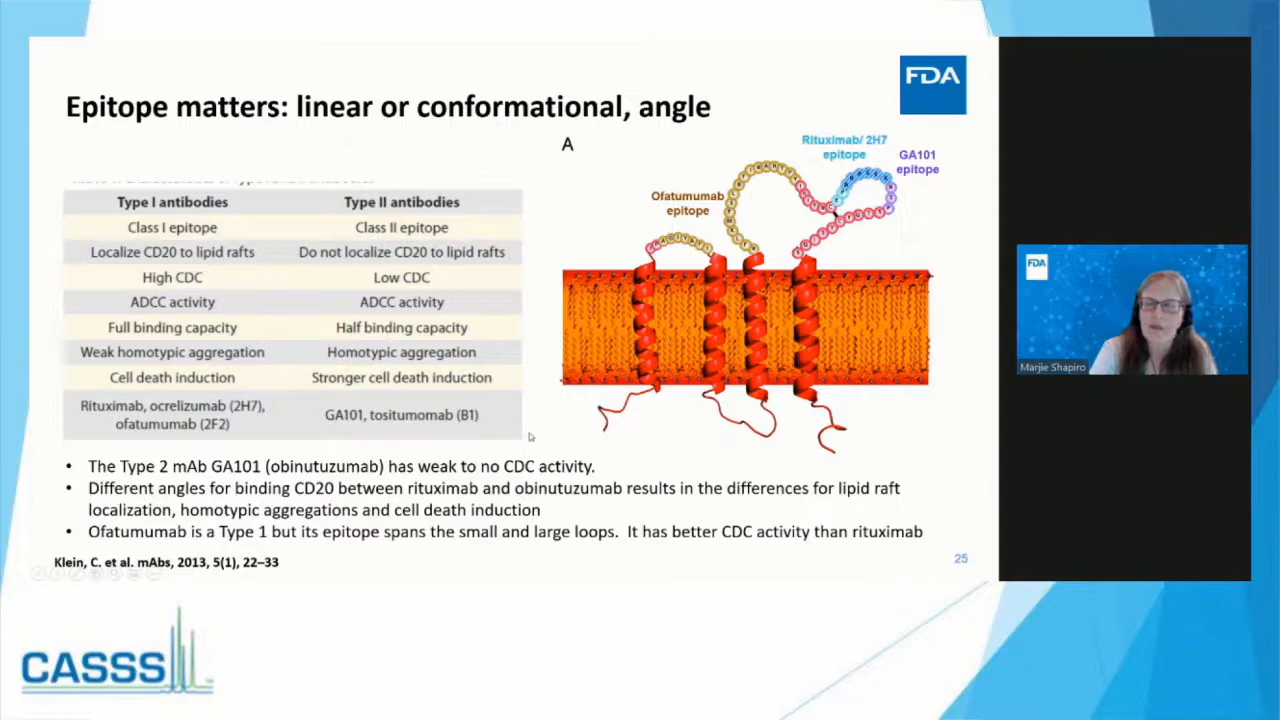 FDA
Epitope matters: linear or conformational, angle
A
Rituximab/ 2H7
epitope
GA101
epitope
Ofatumumab
epitope
Type I antibodies Type II antibodies
Class I epitope Class II epitope
Localize CD20 to lipid rafts Do not localize CD20 to lipid rafts
High CDC Low CDC
ADCC activity ADCC activity
Full binding capacity Half binding capacity
Weak homotypic aggregation Homotypic aggregation
Cell death induction Stronger cell death induction
Rituximab, ocrelizumab (2H7),
ofatumumab (2F2)
GA101, tositumomab (B1)
• The Type 2 mAb GA101 (obinutuzumab) has weak to no CDC activity.
• Different angles for binding CD20 between rituximab and obinutuzumab results in the differences for lipid raft
localization, homotypic aggregations and cell death induction
• Ofatumumab is a Type 1 but its epitope spans the small and large loops. It has better CDC activity than rituximab
Klein, C. et al. mAbs, 2013, 5(1), 22–33
25
FDA
Marjie Shapiro
CASSS